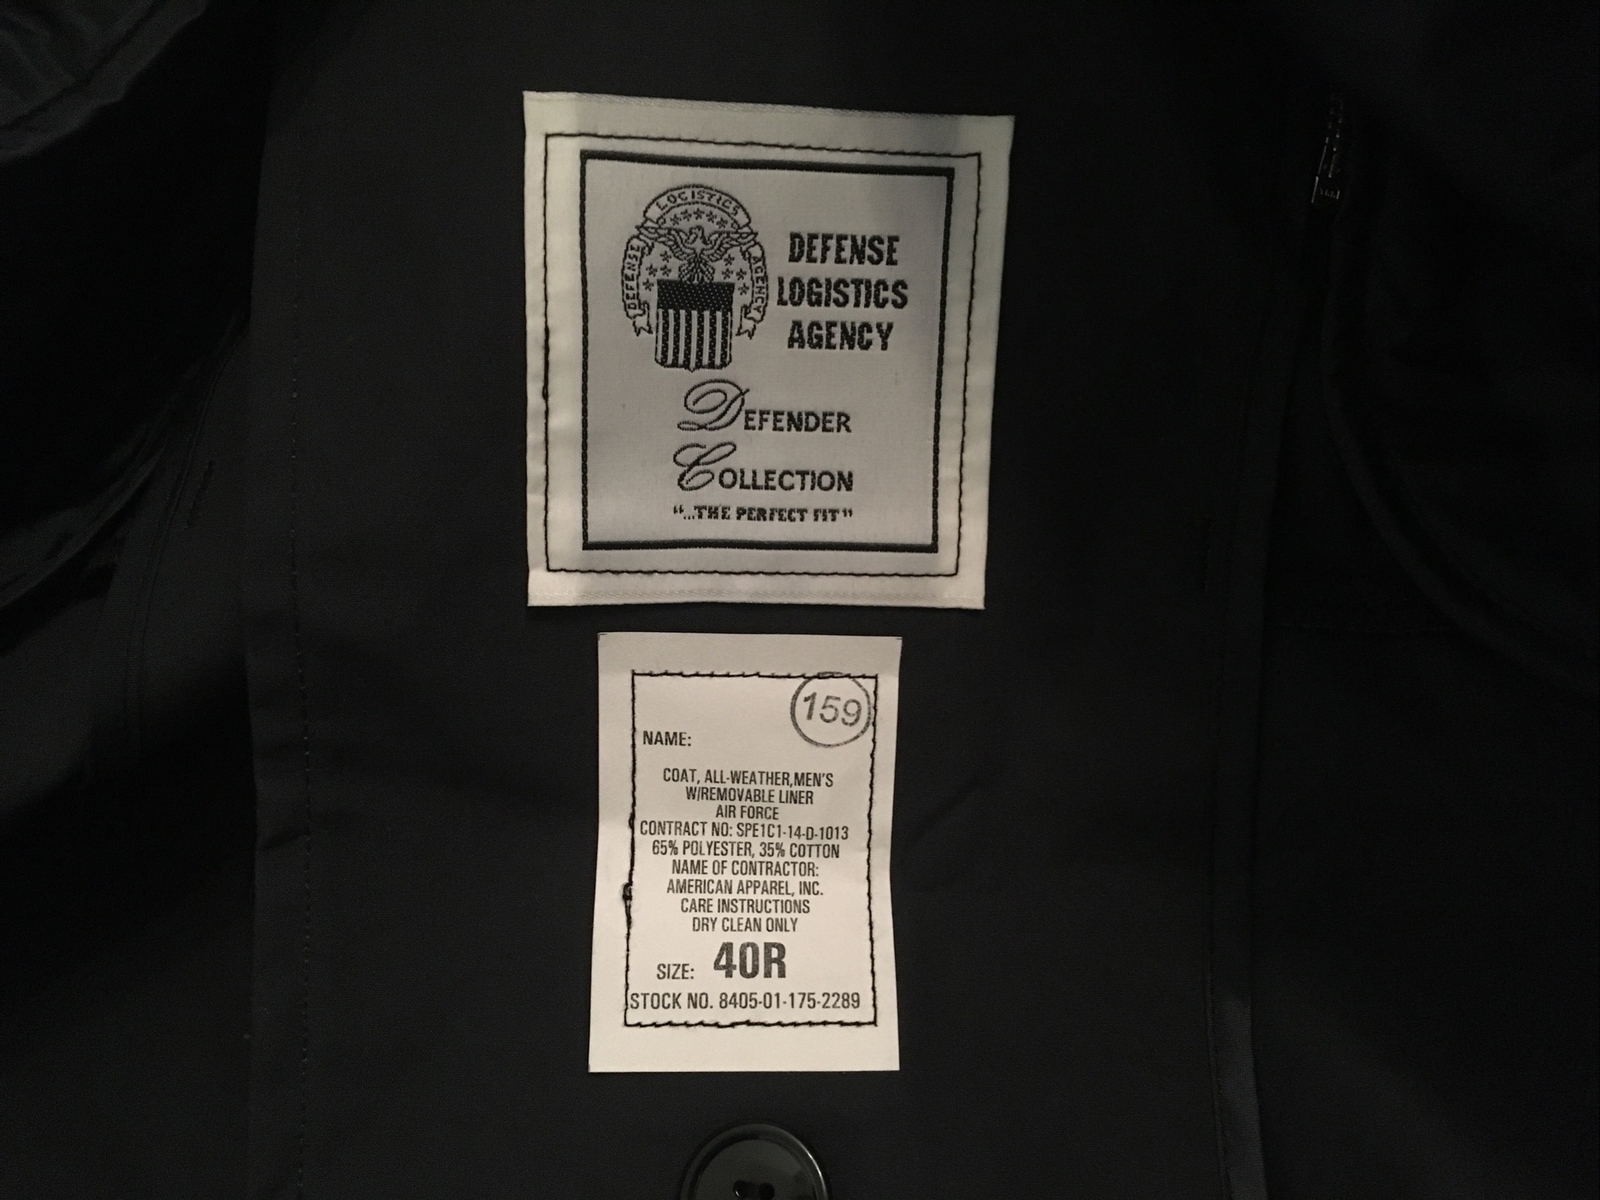 DEFENSE LOGISTICS AGENCY
DEFENSE
LOGISTICS
AGENCY
DEFENDER
COLLECTION
"...THE PERFECT FIT"
159
NAME:
COAT, ALL-WEATHER,MEN'S
W/REMOVABLE LINER
AIR FORCE
CONTRACT NO: SPE1C1-14-D-1013
65% POLYESTER, 35% COTTON
NAME OF CONTRACTOR:
AMERICAN APPAREL, INC.
CARE INSTRUCTIONS
DRY CLEAN ONLY
SIZE: 40R
STOCK NO. 8405-01-175-2289